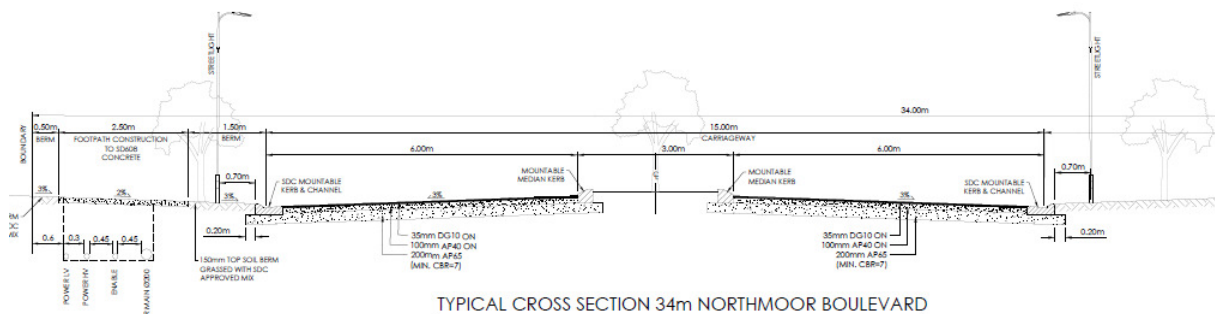 STREETLIGHT
STREETLIGHT
34.00m
BOUNDARY
0.50m
2.50m
1.50m
15.00m
BERM
FOOTPATH CONSTRUCTION
TO SD608
CONCRETE
BERM
CARRIAGEWAY
6.00m
3.00m
6.00m
0.70m
SDC MOUNTABLE
KERB & CHANNEL
MOUNTABLE
MEDIAN KERB
MOUNTABLE
MEDIAN KERB
SDC MOUNTABLE
KERB & CHANNEL
0.70m
3%
2%
3%
3%
3%
0.6
0.3
0.45
0.45
0.20m
35mm DG10 ON
100mm AP40 ON
200mm AP65
(MIN. CBR=7)
35mm DG10 ON
100mm AP40 ON
200mm AP65
(MIN. CBR=7)
0.20m
150mm TOP SOIL BERM
GRASSED WITH SDC
APPROVED MIX
POWER LV
POWER HV
ENABLE
MAIN Ø200
TYPICAL CROSS SECTION 34m NORTHMOOR BOULEVARD